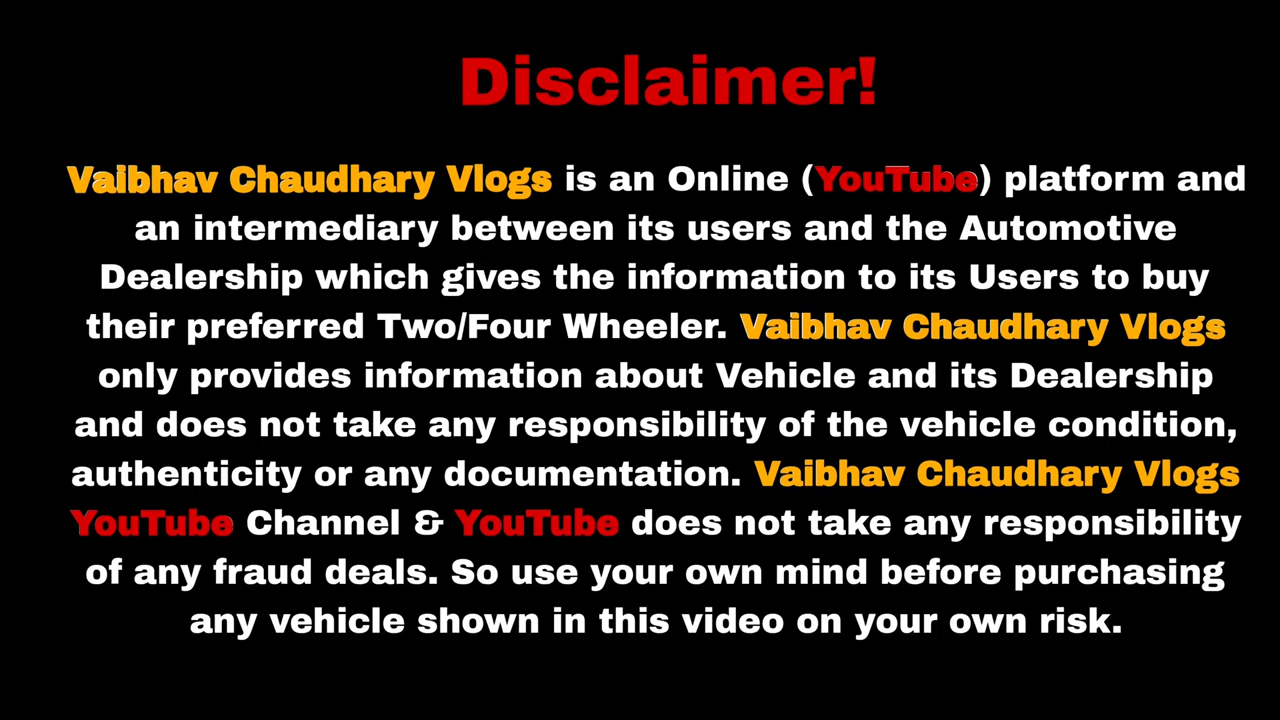 Disclaimer!
Vaibhav Chaudhary Vlogs is an Online (YouTube) platform and
an intermediary between its users and the Automotive
Dealership which gives the information to its Users to buy
their preferred Two/Four Wheeler. Vaibhav Chaudhary Vlogs
only provides information about Vehicle and its Dealership
and does not take any responsibility of the vehicle condition,
authenticity or any documentation. Vaibhav Chaudhary Vlogs
YouTube Channel & YouTube does not take any responsibility
of any fraud deals. So use your own mind before purchasing
any vehicle shown in this video on your own risk.